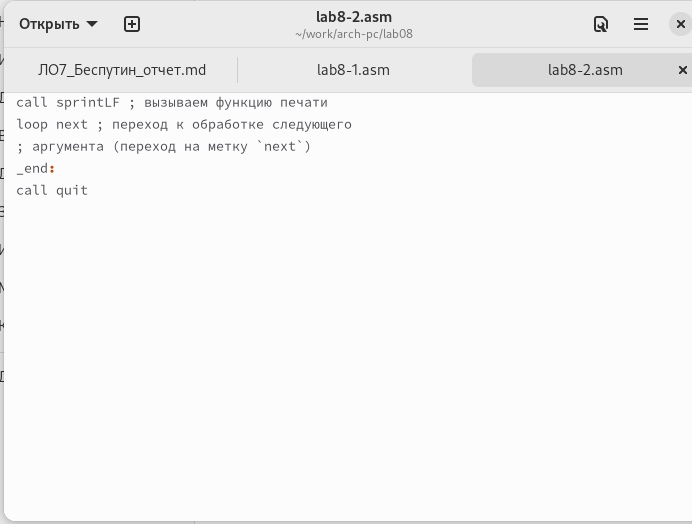 Открыть
lab8-2.asm
~/work/arch-pc/lab08
ЛО7_Беспутин_отчет.md
lab8-1.asm
lab8-2.asm
call sprintLF ; вызываем функцию печати
loop next ; переход к обработке следующего
; аргумента (переход на метку `next`)
_end:
call quit